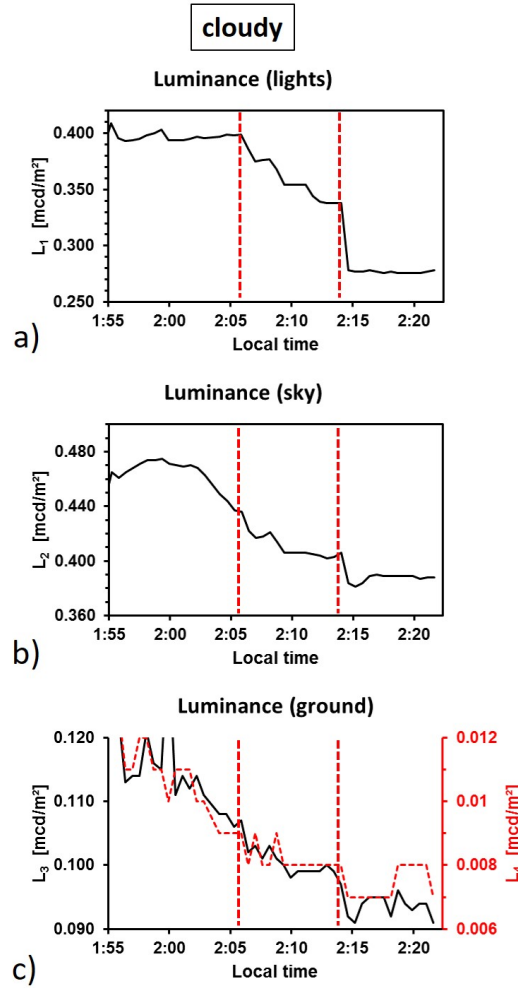 cloudy
Luminance (lights)
0.400
0.350
0.300
0.250
L₁ [mcd/m²]
1:55 2:00 2:05 2:10 2:15 2:20
Local time
a)
Luminance (sky)
0.480
0.440
0.400
0.360
L₂ [mcd/m²]
1:55 2:00 2:05 2:10 2:15 2:20
Local time
b)
Luminance (ground)
0.120 0.012
0.110 0.01
0.100 0.008
0.090 0.006
L₃ [mcd/m²]
L₄ [mcd/m²]
1:55 2:00 2:05 2:10 2:15 2:20
Local time
c)